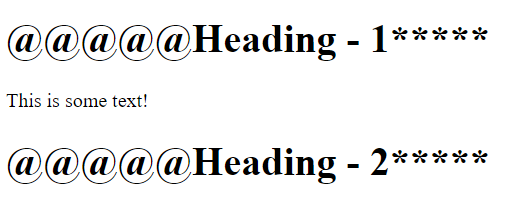 @@@@@Heading - 1*****
This is some text!
@@@@@Heading - 2*****